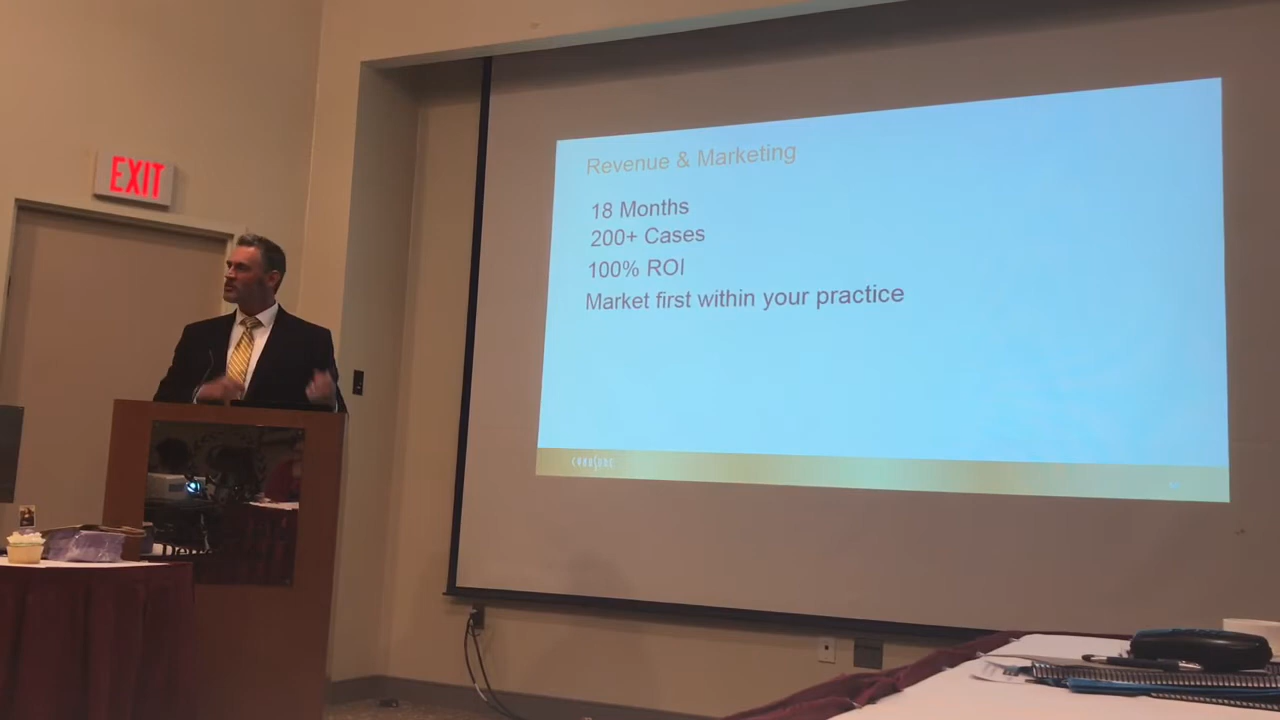 EXIT
Revenue & Marketing
18 Months
200+ Cases
100% ROI
Market first within your practice